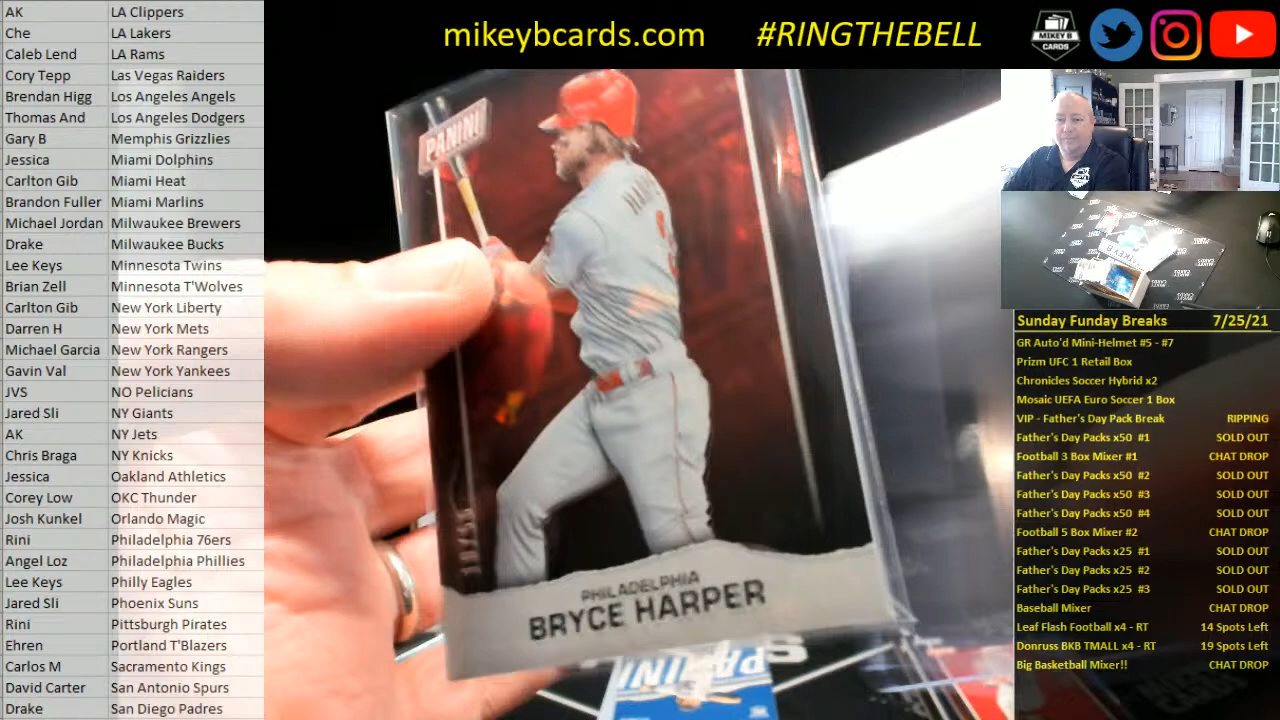 AK LA Clippers
Che LA Lakers
Caleb Lend LA Rams
Cory Tepp Las Vegas Raiders
Brendan Higg Los Angeles Angels
Thomas And Los Angeles Dodgers
Gary B Memphis Grizzlies
Jessica Miami Dolphins
Carlton Gib Miami Heat
Brandon Fuller Miami Marlins
Michael Jordan Milwaukee Brewers
Drake Milwaukee Bucks
Lee Keys Minnesota Twins
Brian Zell Minnesota T'Wolves
Carlton Gib New York Liberty
Darren H New York Mets
Michael Garcia New York Rangers
Gavin Val New York Yankees
JVS NO Pelicians
Jared Sli NY Giants
AK NY Jets
Chris Braga NY Knicks
Jessica Oakland Athletics
Corey Low OKC Thunder
Josh Kunkel Orlando Magic
Rini Philadelphia 76ers
Angel Loz Philadelphia Phillies
Lee Keys Philly Eagles
Jared Sli Phoenix Suns
Rini Pittsburgh Pirates
Ehren Portland T'Blazers
Carlos M Sacramento Kings
David Carter San Antonio Spurs
Drake San Diego Padres
mikeybcards.com #RINGTHEBELL
MIKEY B
CARDS
PANINI
PHILADELPHIA
BRYCE HARPER
PANINI
MIKEY B
Sunday Funday Breaks 7/25/21
GR Auto'd Mini-Helmet #5 - #7
Prizm UFC 1 Retail Box
Chronicles Soccer Hybrid x2
Mosaic UEFA Euro Soccer 1 Box
VIP - Father's Day Pack Break RIPPING
Father's Day Packs x50 #1 SOLD OUT
Football 3 Box Mixer #1 CHAT DROP
Father's Day Packs x50 #2 SOLD OUT
Father's Day Packs x50 #3 SOLD OUT
Father's Day Packs x50 #4 SOLD OUT
Football 5 Box Mixer #2 CHAT DROP
Father's Day Packs x25 #1 SOLD OUT
Father's Day Packs x25 #2 SOLD OUT
Father's Day Packs x25 #3 SOLD OUT
Baseball Mixer CHAT DROP
Leaf Flash Football x4 - RT 14 Spots Left
Donruss BKB TMALL x4 - RT 19 Spots Left
Big Basketball Mixer!! CHAT DROP